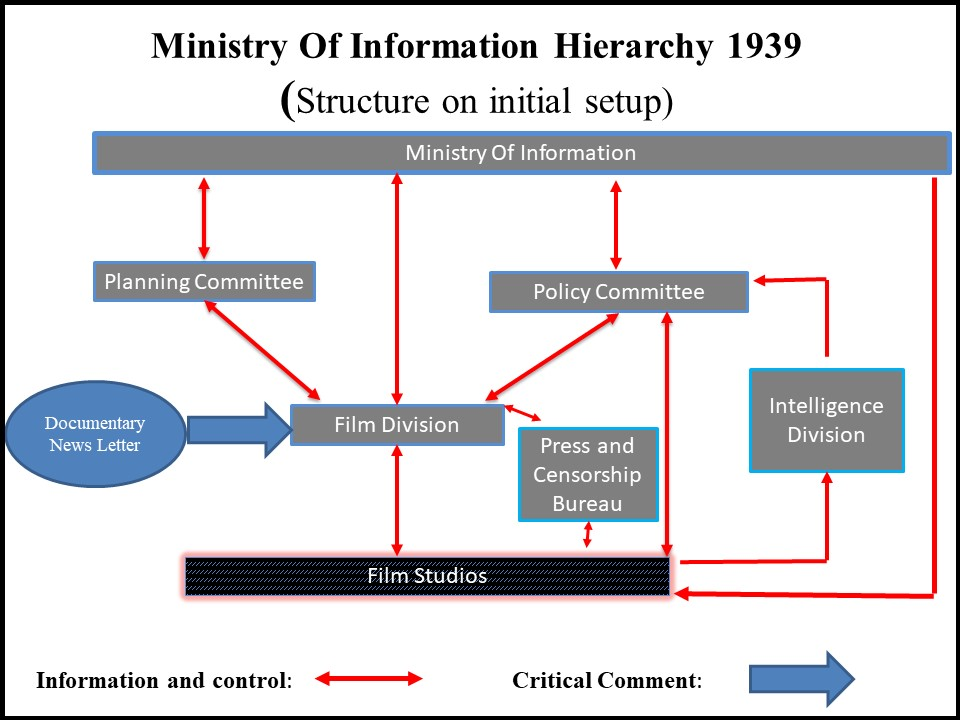 Ministry Of Information Hierarchy 1939
(Structure on initial setup)
Ministry Of Information
Planning Committee
Policy Committee
Documentary
News Letter
Film Division
Press and
Censorship
Bureau
Intelligence
Division
Film Studios
Information and control:
Critical Comment: